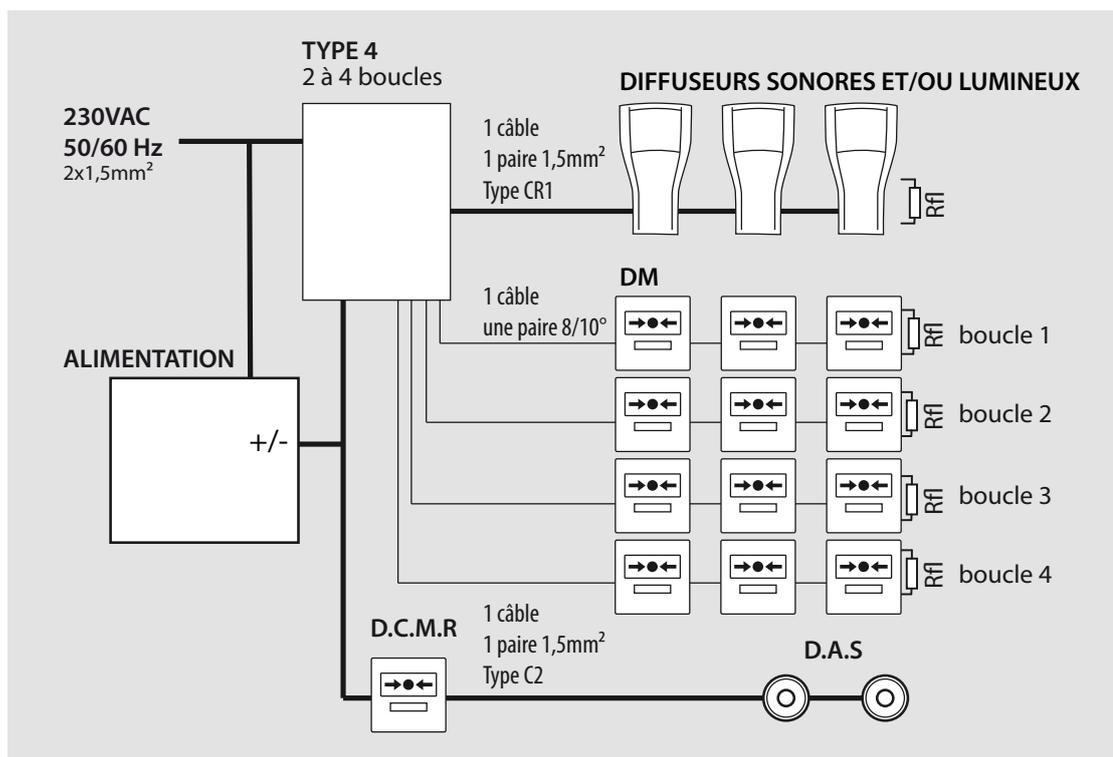 TYPE 4
2 à 4 boucles
DIFFUSEURS SONORES ET/OU LUMINEUX
230VAC
50/60 Hz
2x1,5mm²
1 câble
1 paire 1,5mm²
Type CR1
Rfl
DM
1 câble
une paire 8/10°
Rfl
boucle 1
ALIMENTATION
+/-
Rfl
boucle 2
Rfl
boucle 3
Rfl
boucle 4
D.C.M.R
1 câble
1 paire 1,5mm²
Type C2
D.A.S